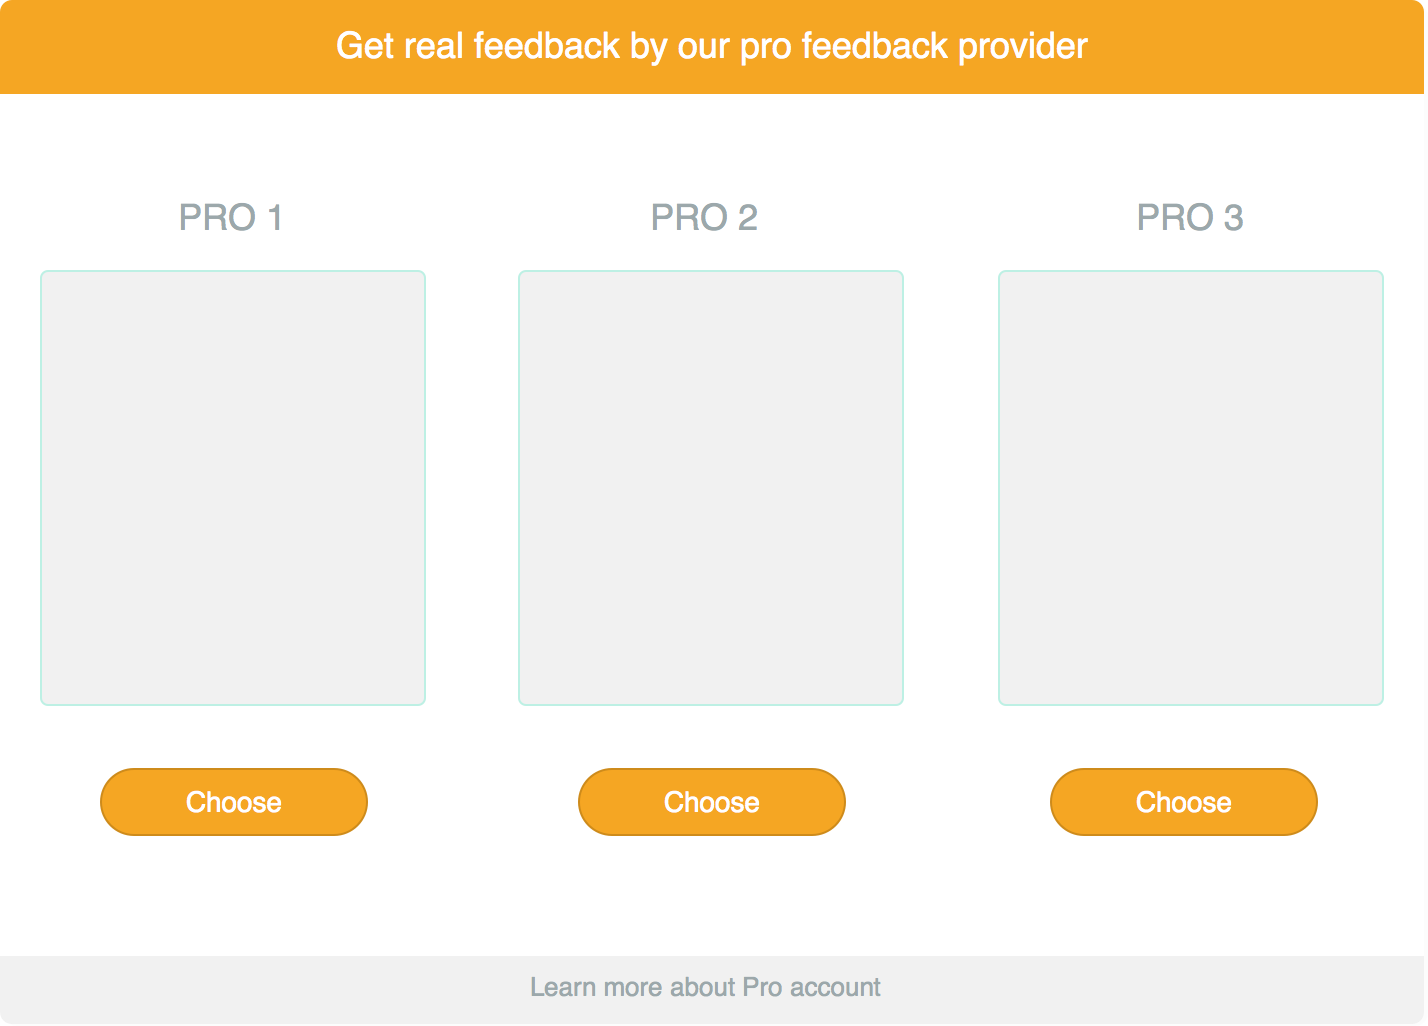 Get real feedback by our pro feedback provider
PRO 1
PRO 2
PRO 3
Choose
Choose
Choose
Learn more about Pro account